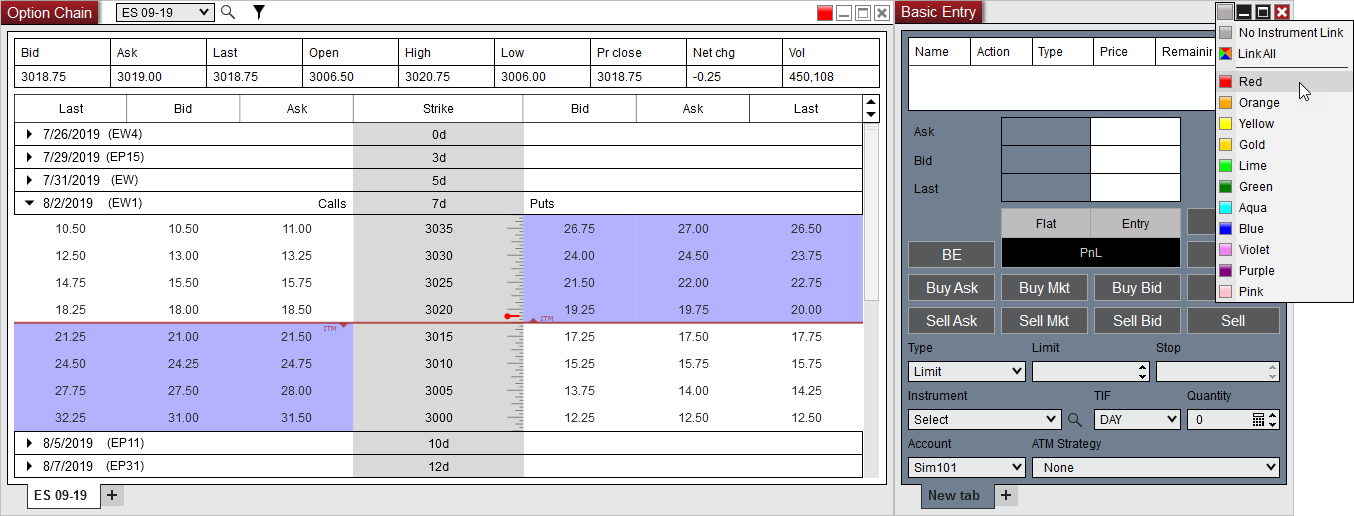 Option Chain ES 09-19
Bid Ask Last Open High Low Pr close Net chg Vol
3018.75 3019.00 3018.75 3006.50 3020.75 3006.00 3018.75 -0.25 450,108
Last Bid Ask Strike Bid Ask Last
7/26/2019 (EW4) 0d
7/29/2019 (EP15) 3d
7/31/2019 (EW) 5d
8/2/2019 (EW1) Calls 7d Puts
10.50 10.50 11.00 3035 26.75 27.00 26.50
12.50 13.00 13.25 3030 24.00 24.50 23.75
14.75 15.50 15.75 3025 21.50 22.00 22.75
18.25 18.00 18.50 3020 19.25 19.75 20.00
ITM
ITM
21.25 21.00 21.50 3015 17.25 17.50 17.75
24.50 24.25 24.75 3010 15.25 15.75 15.75
27.75 27.50 28.00 3005 13.75 14.00 14.25
32.25 31.00 31.50 3000 12.25 12.50 12.50
8/5/2019 (EP11) 10d
8/7/2019 (EP31) 12d
ES 09-19 +
Basic Entry
Name Action Type Price Remainin
Ask
Bid
Last
Flat Entry
BE PnL
Buy Ask Buy Mkt Buy Bid
Sell Ask Sell Mkt Sell Bid Sell
Type Limit Stop
Limit
Instrument TIF Quantity
Select DAY 0
Account ATM Strategy
Sim101 None
New tab +
No Instrument Link
Link All
Red
Orange
Yellow
Gold
Lime
Green
Aqua
Blue
Violet
Purple
Pink